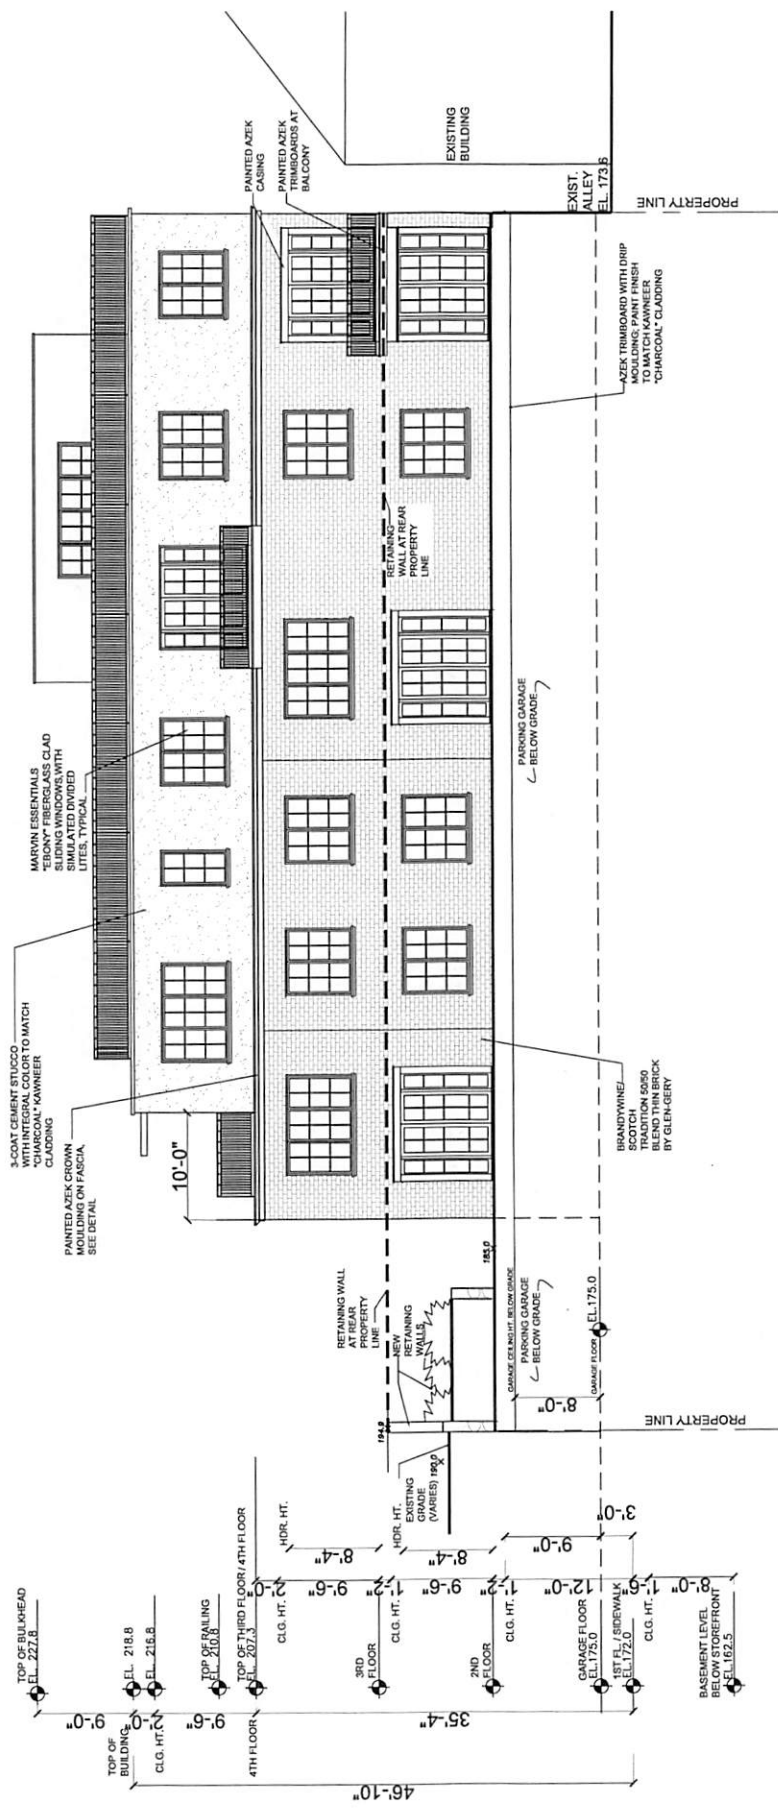 3-COAT CEMENT STUCCO
WITH INTEGRAL COLOR TO MATCH
"CHARCOAL" KAWNEER
CLADDING
PAINTED AZEK CROWN
MOULDING ON FASCIA,
SEE DETAIL
MARVIN ESSENTIALS
"EBONY" FIBERGLASS CLAD
SLIDING WINDOWS, WITH
SIMULATED DIVIDED
LITES, TYPICAL
PAINTED AZEK
CASING
PAINTED AZEK
TRIMBOARDS AT
BALCONY
EXISTING
BUILDING
EXIST.
ALLEY
EL. 173.6
PROPERTY LINE
10'-0"
RETAINING WALL
AT REAR
PROPERTY
LINE
NEW
RETAINING
WALLS
RETAINING
WALL AT REAR
PROPERTY
LINE
194.9
EXISTING
GRADE
(VARIES) 190.0
185.0
GARAGE CEILING HT. BELOW GRADE
PARKING GARAGE
BELOW GRADE
8'-0"
GARAGE FLOOR
EL.175.0
PROPERTY LINE
BRANDYWINE/
SCOTCH
TRADITION 50/50
BLEND THIN BRICK
BY GLEN-GERY
PARKING GARAGE
BELOW GRADE
AZEK TRIMBOARD WITH DRIP
MOULDING; PAINT FINISH
TO MATCH KAWNEER
"CHARCOAL" CLADDING
TOP OF BULKHEAD
EL. 227.8
9'-0"
TOP OF
BUILDING
EL. 218.8
2'-0"
CLG. HT.
EL. 216.8
9'-6"
TOP OF RAILING
EL. 210.8
TOP OF THIRD FLOOR / 4TH FLOOR
EL. 207.3
4TH FLOOR
2'-0"
CLG. HT.
HDR. HT.
9'-6"
8'-4"
3RD
FLOOR
1'-2"
CLG. HT.
HDR. HT.
9'-6"
8'-4"
2ND
FLOOR
1'-2"
CLG. HT.
12'-0"
9'-0"
35'-4"
46'-10"
GARAGE FLOOR
EL.175.0
3'-0"
1ST FL. / SIDEWALK
EL.172.0
1'-6"
CLG. HT.
8'-0"
BASEMENT LEVEL
BELOW STOREFRONT
EL.162.5